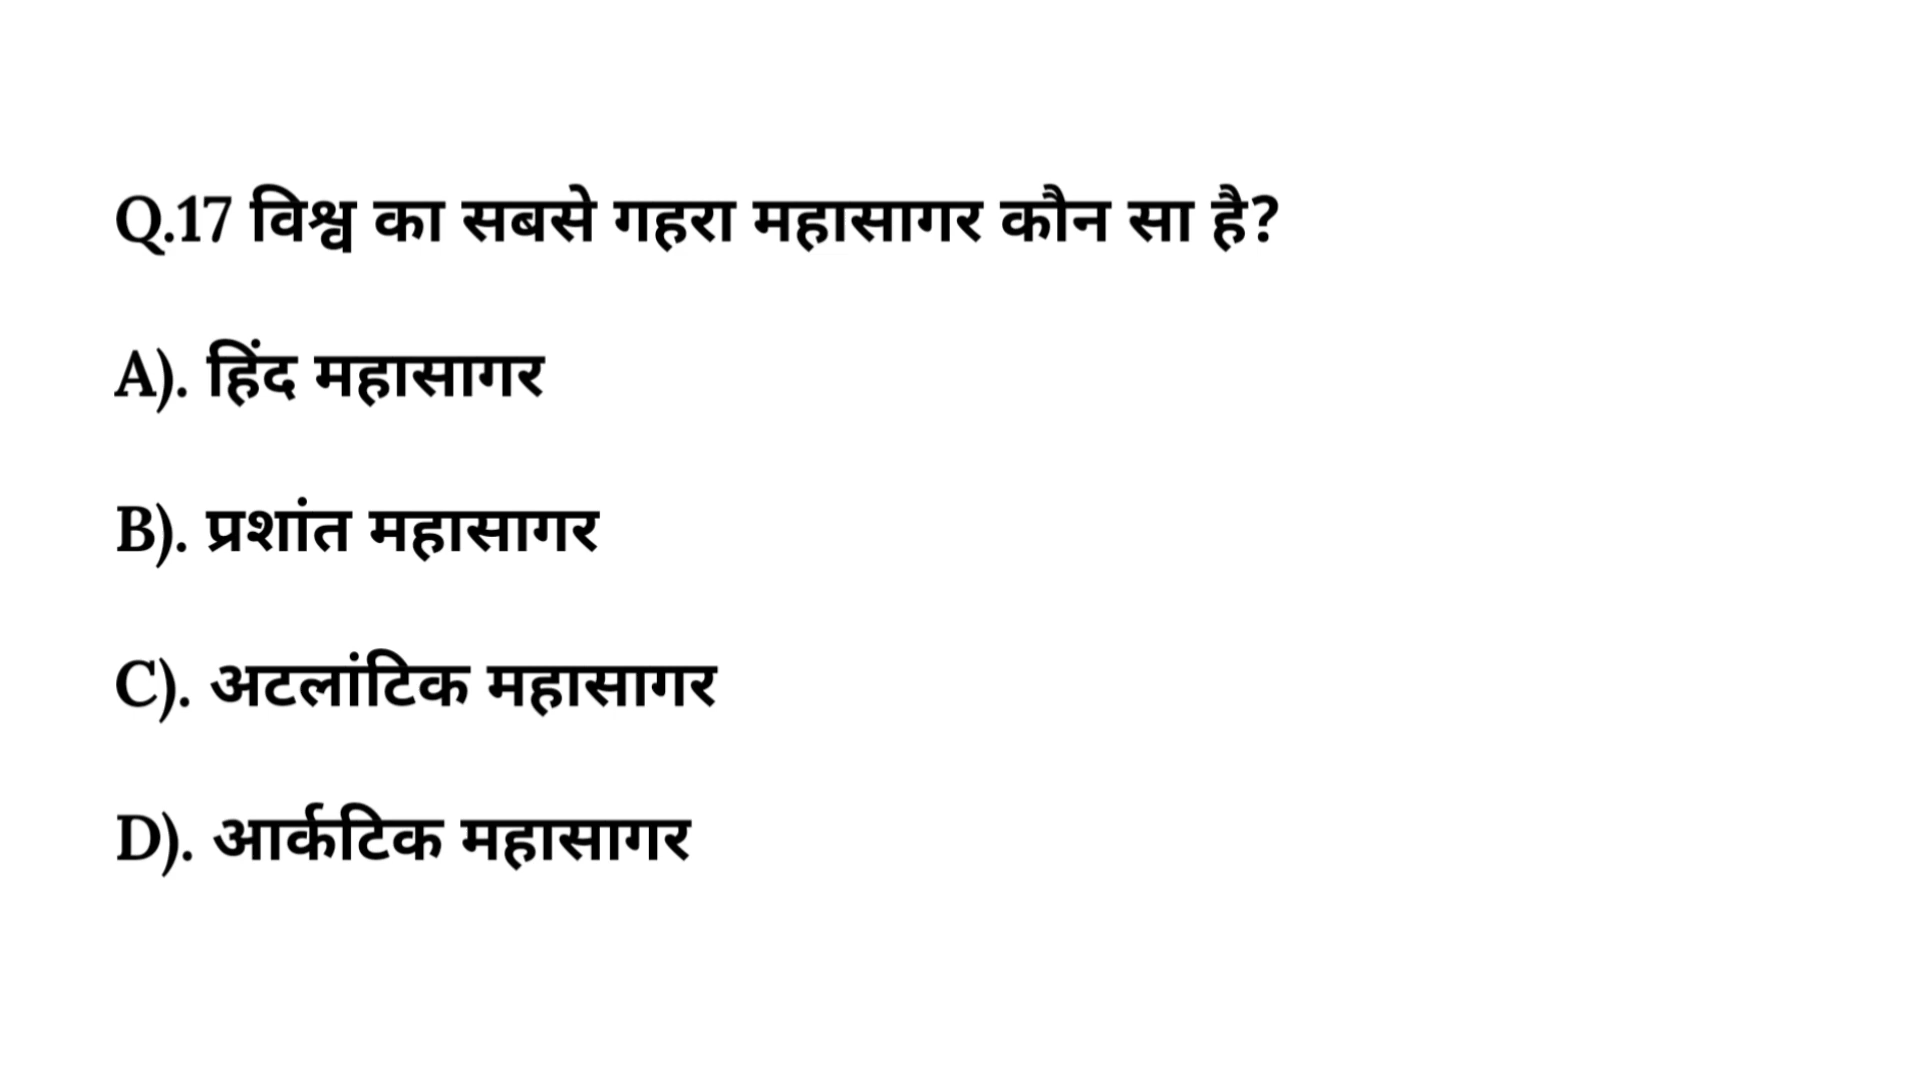 Q.17 विश्व का सबसे गहरा महासागर कौन सा है?
A). हिंद महासागर
B). प्रशांत महासागर
C). अटलांटिक महासागर
D). आर्कटिक महासागर